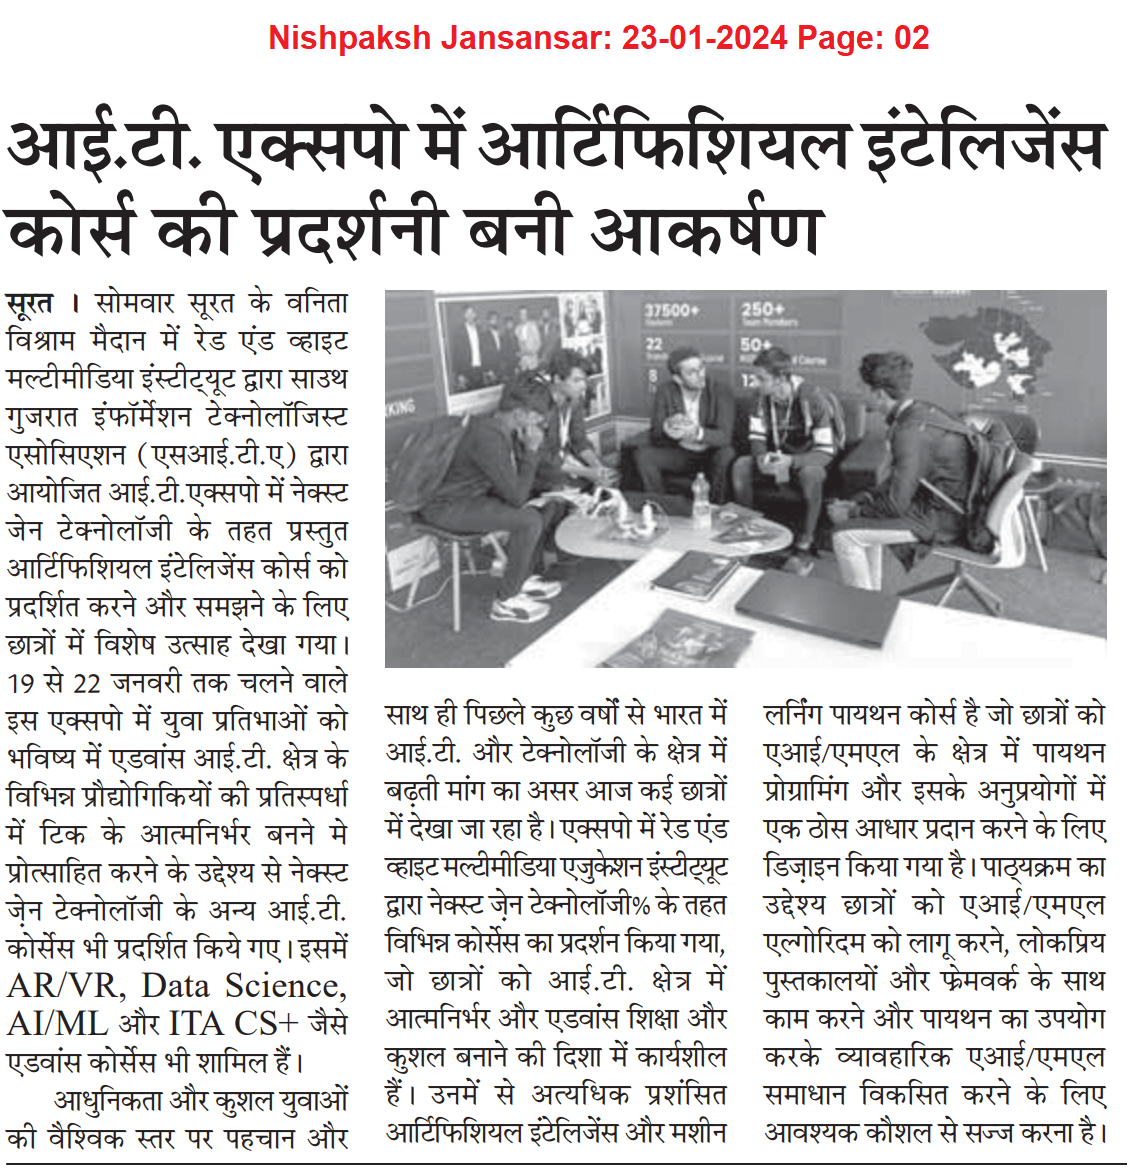 Nishpaksh Jansansar: 23-01-2024 Page: 02
आई.टी. एक्सपो में आर्टिफिशियल इंटेलिजेंस
कोर्स की प्रदर्शनी बनी आकर्षण
सूरत । सोमवार सूरत के वनिता
विश्राम मैदान में रेड एंड व्हाइट
मल्टीमीडिया इंस्टीट्यूट द्वारा साउथ
गुजरात इंफॉर्मेशन टेक्नोलॉजिस्ट
एसोसिएशन (एसआई.टी.ए) द्वारा
आयोजित आई.टी.एक्सपो में नेक्स्ट
जेन टेक्नोलॉजी के तहत प्रस्तुत
आर्टिफिशियल इंटेलिजेंस कोर्स को
प्रदर्शित करने और समझने के लिए
छात्रों में विशेष उत्साह देखा गया।
19 से 22 जनवरी तक चलने वाले
इस एक्सपो में युवा प्रतिभाओं को
भविष्य में एडवांस आई.टी. क्षेत्र के
विभिन्न प्रौद्योगिकियों की प्रतिस्पर्धा
में टिक के आत्मनिर्भर बनने मे
प्रोत्साहित करने के उद्देश्य से नेक्स्ट
ज़ेन टेक्नोलॉजी के अन्य आई.टी.
कोर्सेस भी प्रदर्शित किये गए। इसमें
AR/VR, Data Science,
AI/ML और ITA CS+ जैसे
एडवांस कोर्सेस भी शामिल हैं।
आधुनिकता और कुशल युवाओं
की वैश्विक स्तर पर पहचान और
37500+
250+
Team Members
22
50+
8
12
KING
साथ ही पिछले कुछ वर्षों से भारत में
आई.टी. और टेक्नोलॉजी के क्षेत्र में
बढ़ती मांग का असर आज कई छात्रों
में देखा जा रहा है। एक्सपो में रेड एंड
व्हाइट मल्टीमीडिया एजुकेशन इंस्टीट्यूट
द्वारा नेक्स्ट ज़ेन टेक्नोलॉजी% के तहत
विभिन्न कोर्सेस का प्रदर्शन किया गया,
जो छात्रों को आई.टी. क्षेत्र में
आत्मनिर्भर और एडवांस शिक्षा और
कुशल बनाने की दिशा में कार्यशील
हैं। उनमें से अत्यधिक प्रशंसित
आर्टिफिशियल इंटेलिजेंस और मशीन
लर्निंग पायथन कोर्स है जो छात्रों को
एआई/एमएल के क्षेत्र में पायथन
प्रोग्रामिंग और इसके अनुप्रयोगों में
एक ठोस आधार प्रदान करने के लिए
डिज़ाइन किया गया है। पाठ्यक्रम का
उद्देश्य छात्रों को एआई/एमएल
एल्गोरिदम को लागू करने, लोकप्रिय
पुस्तकालयों और फ्रेमवर्क के साथ
काम करने और पायथन का उपयोग
करके व्यावहारिक एआई/एमएल
समाधान विकसित करने के लिए
आवश्यक कौशल से सज्ज करना है।